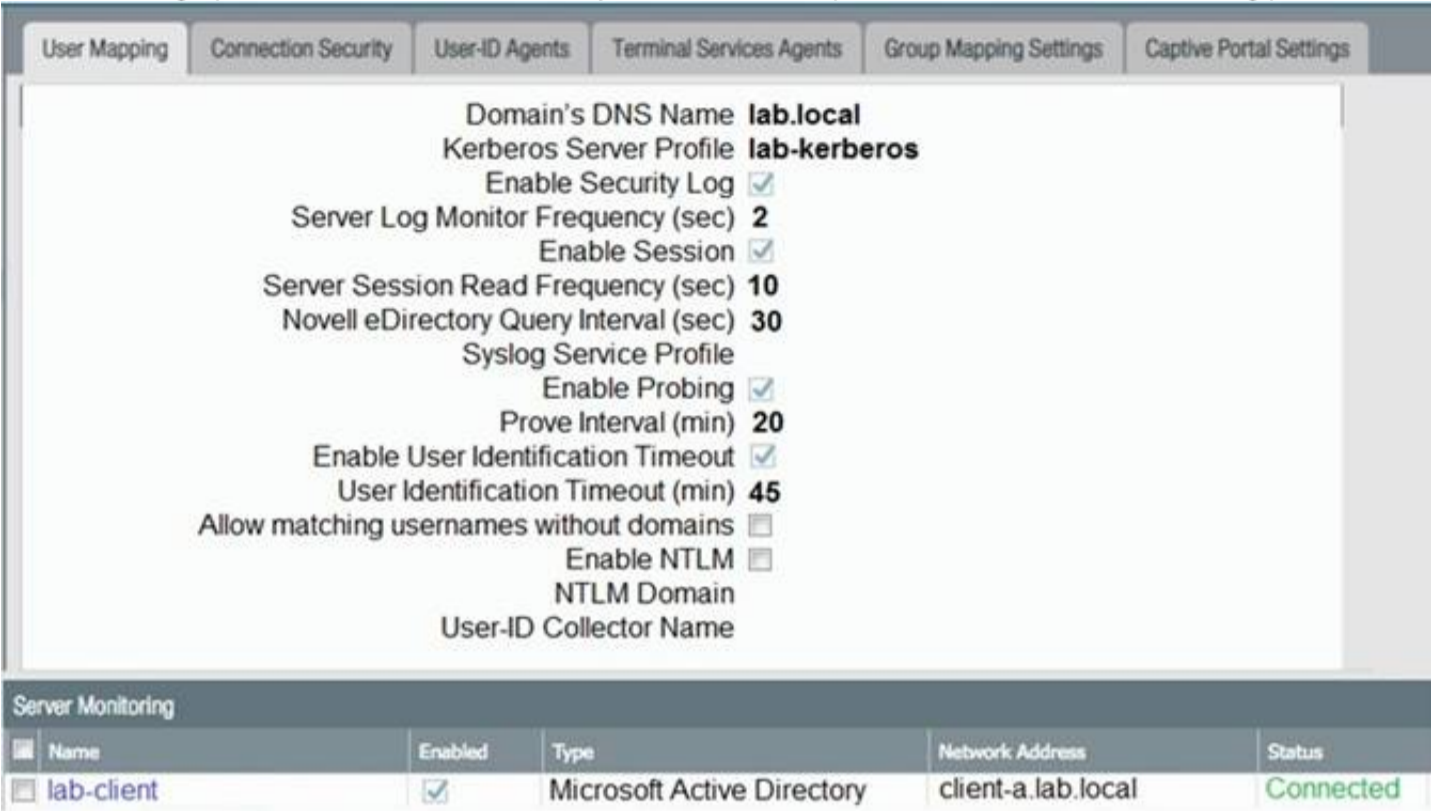 User Mapping Connection Security User-ID Agents Terminal Services Agents Group Mapping Settings Captive Portal Settings
Domain's DNS Name lab.local
Kerberos Server Profile lab-kerberos
Enable Security Log
Server Log Monitor Frequency (sec) 2
Enable Session
Server Session Read Frequency (sec) 10
Novell eDirectory Query Interval (sec) 30
Syslog Service Profile
Enable Probing
Prove Interval (min) 20
Enable User Identification Timeout
User Identification Timeout (min) 45
Allow matching usernames without domains
Enable NTLM
NTLM Domain
User-ID Collector Name
Server Monitoring
Name Enabled Type Network Address Status
lab-client Microsoft Active Directory client-a.lab.local Connected